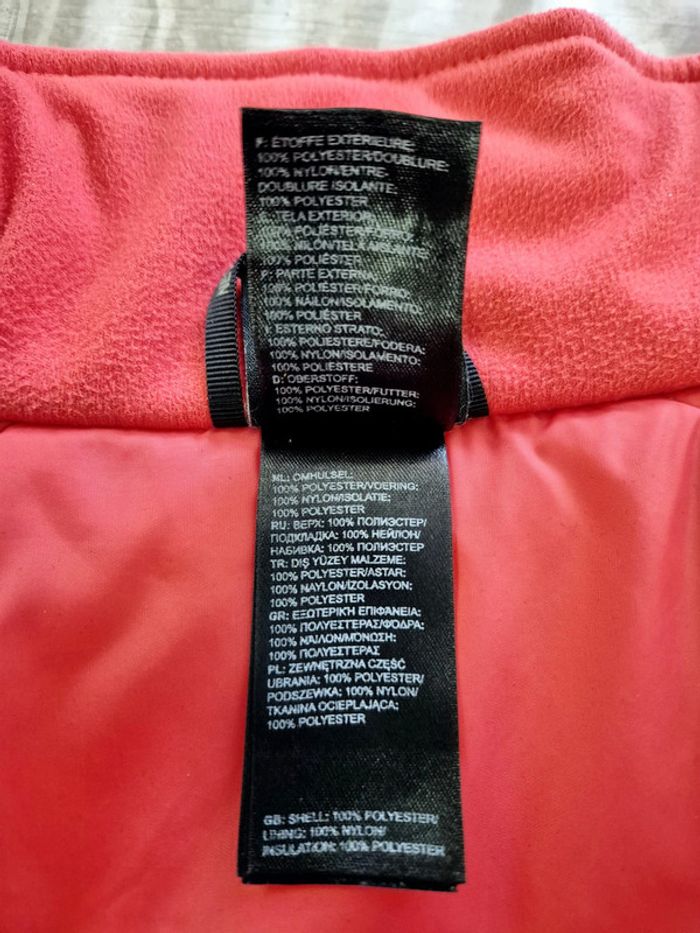 F: ÉTOFFE EXTÉRIEURE:
100% POLYESTER/DOUBLURE:
100% NYLON/ENTRE-
DOUBLURE ISOLANTE:
100% POLYESTER
TELA EXTERIOR:
100% POLIÉSTER/FORRO:
100% NILÓN/TELA AISLANTE:
100% POLIÉSTER
P: PARTE EXTERNA:
100% POLIÉSTER/FORRO:
100% NÁILON/ISOLAMENTO:
100% POLIÉSTER
I: ESTERNO STRATO:
100% POLIESTERE/FODERA:
100% NYLON/ISOLAMENTO:
100% POLIESTERE
D: OBERSTOFF:
100% POLYESTER/FUTTER:
100% NYLON/ISOLIERUNG:
100% POLYESTER
NL: OMHULSEL:
100% POLYESTER/VOERING:
100% NYLON/ISOLATIE:
100% POLYESTER
RU: ВЕРХ: 100% ПОЛИЭСТЕР/
ПОДКЛАДКА: 100% НЕЙЛОН/
НАБИВКА: 100% ПОЛИЭСТЕР
TR: DIŞ YÜZEY MALZEME:
100% POLYESTER/ASTAR:
100% NAYLON/İZOLASYON:
100% POLYESTER
GR: ΕΞΩΤΕΡΙΚΗ ΕΠΙΦΑΝΕΙΑ:
100% ΠΟΛΥΕΣΤΕΡΑΣ/ΦΟΔΡΑ:
100% ΝΑΪΛΟΝ/ΜΟΝΩΣΗ:
100% ΠΟΛΥΕΣΤΕΡΑΣ
PL: ZEWNĘTRZNA CZĘŚĆ
UBRANIA: 100% POLYESTER/
PODSZEWKA: 100% NYLON/
TKANINA OCIEPLAJĄCA:
100% POLYESTER
GB: SHELL: 100% POLYESTER/
LINING: 100% NYLON/
INSULATION: 100% POLYESTER